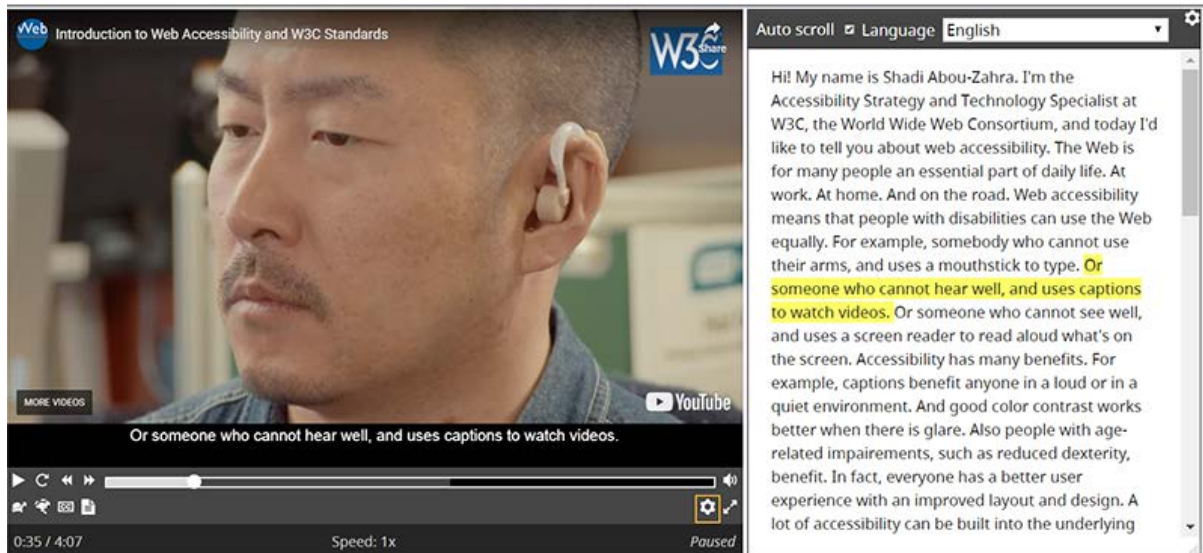 Web
Introduction to Web Accessibility and W3C Standards
W3C
Share
MORE VIDEOS
YouTube
Or someone who cannot hear well, and uses captions to watch videos.
CC
0:35 / 4:07
Speed: 1x
Paused
Auto scroll Language English
Hi! My name is Shadi Abou-Zahra. I'm the
Accessibility Strategy and Technology Specialist at
W3C, the World Wide Web Consortium, and today I'd
like to tell you about web accessibility. The Web is
for many people an essential part of daily life. At
work. At home. And on the road. Web accessibility
means that people with disabilities can use the Web
equally. For example, somebody who cannot use
their arms, and uses a mouthstick to type. Or
someone who cannot hear well, and uses captions
to watch videos. Or someone who cannot see well,
and uses a screen reader to read aloud what's on
the screen. Accessibility has many benefits. For
example, captions benefit anyone in a loud or in a
quiet environment. And good color contrast works
better when there is glare. Also people with age-
related impairements, such as reduced dexterity,
benefit. In fact, everyone has a better user
experience with an improved layout and design. A
lot of accessibility can be built into the underlying